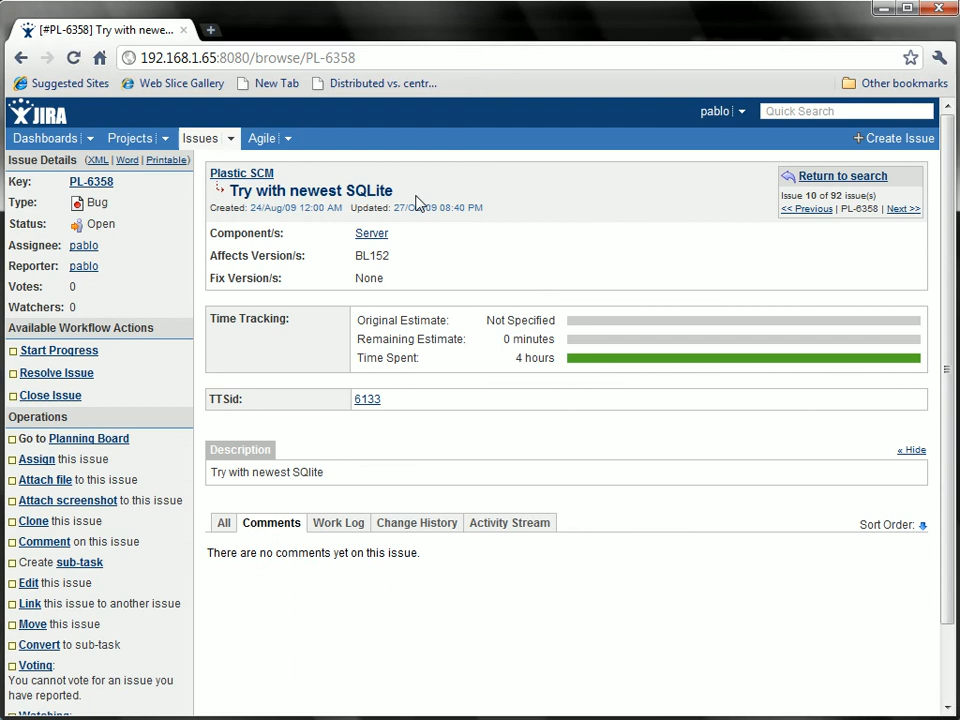 [#PL-6358] Try with newe...
192.168.1.65:8080/browse/PL-6358
Suggested Sites
Web Slice Gallery
New Tab
Distributed vs. centr...
Other bookmarks
JIRA
pablo
Quick Search
Dashboards
Projects
Issues
Agile
Create Issue
Issue Details (XML | Word | Printable)
Key: PL-6358
Type: Bug
Status: Open
Assignee: pablo
Reporter: pablo
Votes: 0
Watchers: 0
Available Workflow Actions
Start Progress
Resolve Issue
Close Issue
Operations
Go to Planning Board
Assign this issue
Attach file to this issue
Attach screenshot to this issue
Clone this issue
Comment on this issue
Create sub-task
Edit this issue
Link this issue to another issue
Move this issue
Convert to sub-task
Voting:
You cannot vote for an issue you
have reported.
Watching:
Plastic SCM
Try with newest SQLite
Created: 24/Aug/09 12:00 AM Updated: 09 08:40 PM
Return to search
Issue 10 of 92 issue(s)
<< Previous | PL-6358 | Next >>
Component/s: Server
Affects Version/s: BL152
Fix Version/s: None
Time Tracking:
Original Estimate: Not Specified
Remaining Estimate: 0 minutes
Time Spent: 4 hours
TTSid: 6133
Description
« Hide
Try with newest SQlite
All
Comments
Work Log
Change History
Activity Stream
Sort Order:
There are no comments yet on this issue.